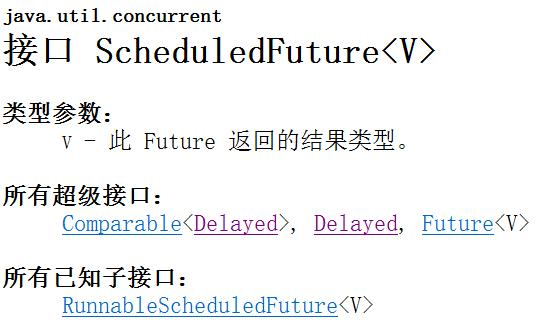 java.util.concurrent
接口 ScheduledFuture<V>
类型参数：
V - 此 Future 返回的结果类型。
所有超级接口：
Comparable<Delayed>, Delayed, Future<V>
所有已知子接口：
RunnableScheduledFuture<V>